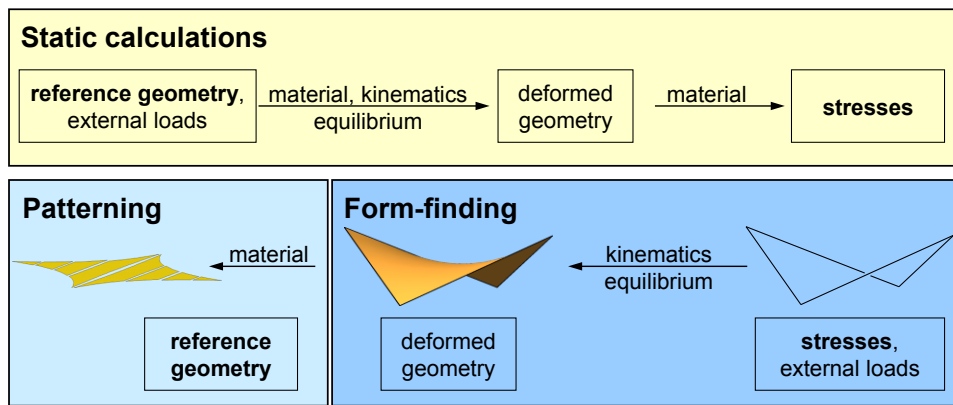 Static calculations
reference geometry,
external loads
material, kinematics
equilibrium
deformed
geometry
material
stresses
Patterning
material
reference
geometry
Form-finding
kinematics
equilibrium
deformed
geometry
stresses,
external loads